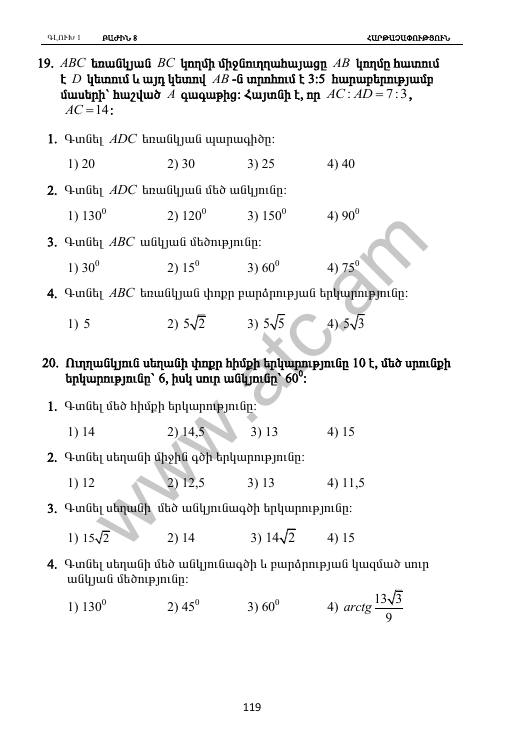 ԳԼՈՒԽ 1 ԲԱԺԻՆ 8 ՀԱՐԹԱՉԱՓՈՒԹՅՈՒՆ
19. ABC եռանկյան BC կողմի միջնուղղահայացը AB կողմը հատում
է D կետում և այդ կետով AB -ն տրոհում է 3:5 հարաբերությամբ
մասերի՝ հաշված A գագաթից: Հայտնի է, որ AC : AD = 7 : 3 ,
AC = 14 :
1. Գտնել ADC եռանկյան պարագիծը:
1) 20 2) 30 3) 25 4) 40
2. Գտնել ADC եռանկյան մեծ անկյունը:
1) 130⁰ 2) 120⁰ 3) 150⁰ 4) 90⁰
3. Գտնել ABC անկյան մեծությունը:
1) 30⁰ 2) 15⁰ 3) 60⁰ 4) 75⁰
4. Գտնել ABC եռանկյան փոքր բարձրության երկարությունը:
1) 5 2) 5√2 3) 5√5 4) 5√3
20. Ուղղանկյուն սեղանի փոքր հիմքի երկարությունը 10 է, մեծ սրունքի
երկարությունը՝ 6, իսկ սուր անկյունը՝ 60⁰:
1. Գտնել մեծ հիմքի երկարությունը:
1) 14 2) 14,5 3) 13 4) 15
2. Գտնել սեղանի միջին գծի երկարությունը:
1) 12 2) 12,5 3) 13 4) 11,5
3. Գտնել սեղանի մեծ անկյունագծի երկարությունը:
1) 15√2 2) 14 3) 14√2 4) 15
4. Գտնել սեղանի մեծ անկյունագծի և բարձրության կազմած սուր
անկյան մեծությունը:
1) 130⁰ 2) 45⁰ 3) 60⁰ 4) arctg 13√3/9
119
www.atc.am